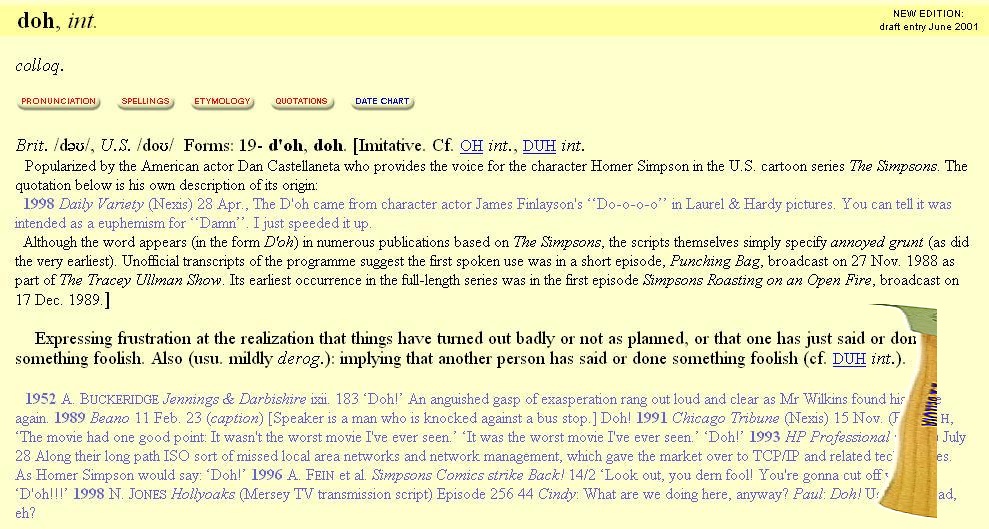 doh, int.
NEW EDITION:
draft entry June 2001
colloq.
PRONUNCIATION SPELLINGS ETYMOLOGY QUOTATIONS DATE CHART
Brit. /dəʊ/, U.S. /doʊ/ Forms: 19- d'oh, doh. [Imitative. Cf. OH int., DUH int.
Popularized by the American actor Dan Castellaneta who provides the voice for the character Homer Simpson in the U.S. cartoon series The Simpsons. The
quotation below is his own description of its origin:
1998 Daily Variety (Nexis) 28 Apr., The D'oh came from character actor James Finlayson's ‘‘Do-o-o-o’’ in Laurel & Hardy pictures. You can tell it was
intended as a euphemism for ‘‘Damn’’. I just speeded it up.
Although the word appears (in the form D'oh) in numerous publications based on The Simpsons, the scripts themselves simply specify annoyed grunt (as did
the very earliest). Unofficial transcripts of the programme suggest the first spoken use was in a short episode, Punching Bag, broadcast on 27 Nov. 1988 as
part of The Tracey Ullman Show. Its earliest occurrence in the full-length series was in the first episode Simpsons Roasting on an Open Fire, broadcast on
17 Dec. 1989.]
Expressing frustration at the realization that things have turned out badly or not as planned, or that one has just said or don
something foolish. Also (usu. mildly derog.): implying that another person has said or done something foolish (cf. DUH int.).
1952 A. BUCKERIDGE Jennings & Darbishire ixii. 183 ‘Doh!’ An anguished gasp of exasperation rang out loud and clear as Mr Wilkins found his
again. 1989 Beano 11 Feb. 23 (caption) [Speaker is a man who is knocked against a bus stop.] Doh! 1991 Chicago Tribune (Nexis) 15 Nov. (F H,
‘The movie had one good point: It wasn't the worst movie I've ever seen.’ ‘It was the worst movie I've ever seen.’ ‘Doh!’ 1993 HP Professional July
28 Along their long path ISO sort of missed local area networks and network management, which gave the market over to TCP/IP and related tec es.
As Homer Simpson would say: ‘Doh!’ 1996 A. FEIN et al. Simpsons Comics strike Back! 14/2 ‘Look out, you dern fool! You're gonna cut off
‘D'oh!!!’ 1998 N. JONES Hollyoaks (Mersey TV transmission script) Episode 256 44 Cindy: What are we doing here, anyway? Paul: Doh! ad,
eh?